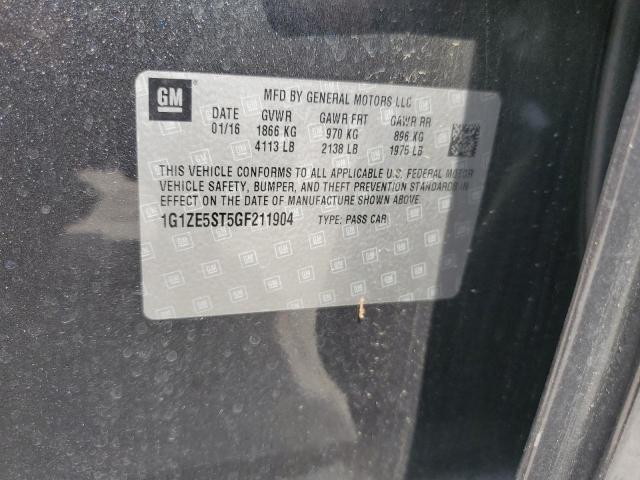 GM
MFD BY GENERAL MOTORS LLC
DATE GVWR GAWR FRT GAWR RR
01/16 1866 KG 970 KG 896 KG
4113 LB 2138 LB 1975 LB
THIS VEHICLE CONFORMS TO ALL APPLICABLE U.S. FEDERAL MOTOR
VEHICLE SAFETY, BUMPER, AND THEFT PREVENTION STANDARDS IN
EFFECT ON THE DATE OF MANUFACTURE SHOWN ABOVE.
1G1ZE5ST5GF211904 TYPE: PASS CAR